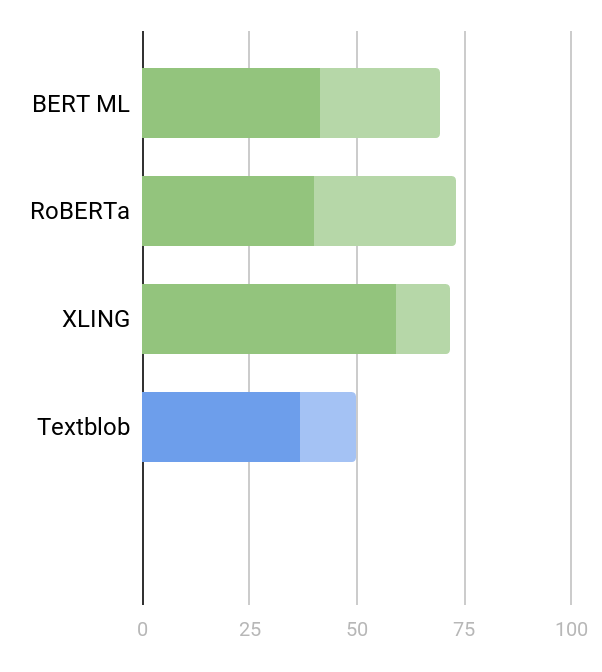 BERT ML
RoBERTa
XLING
Textblob
0 25 50 75 100